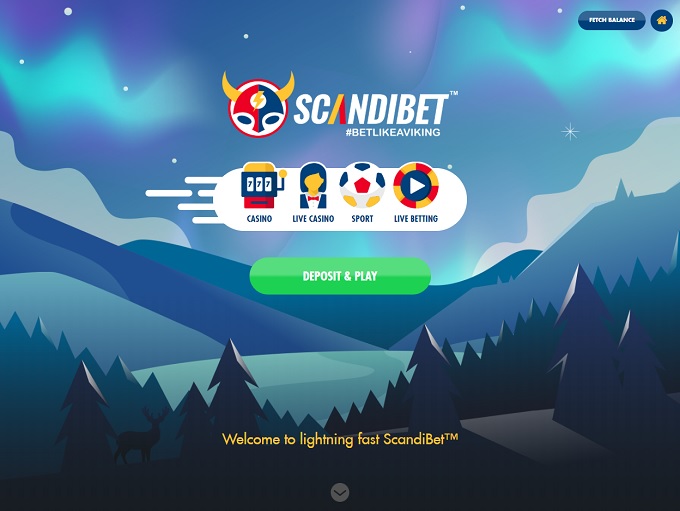 FETCH BALANCE
SCANDIBET™
#BETLIKEAVIKING
777
CASINO
LIVE CASINO
SPORT
LIVE BETTING
DEPOSIT & PLAY
Welcome to lightning fast ScandiBet™